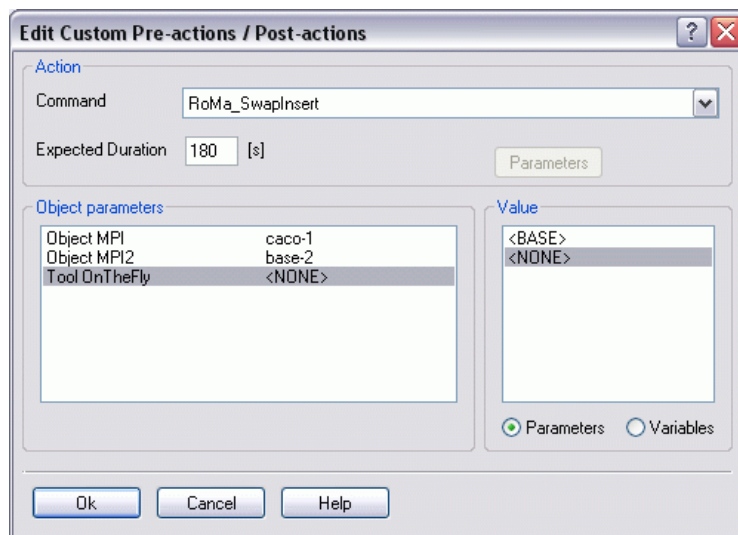 Edit Custom Pre-actions / Post-actions
Action
Command RoMa_SwapInsert
Expected Duration 180 [s]
Parameters
Object parameters
Object MPI caco-1
Object MPI2 base-2
Tool OnTheFly <NONE>
Value
<BASE>
<NONE>
Parameters Variables
Ok Cancel Help